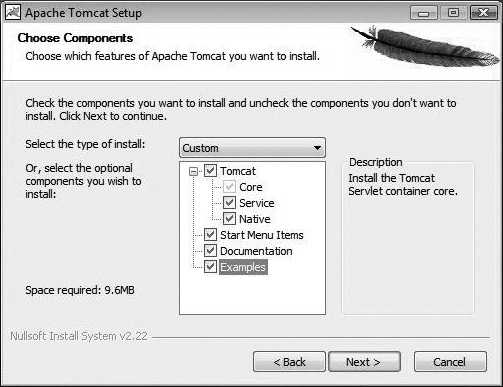 Apache Tomcat Setup
Choose Components
Choose which features of Apache Tomcat you want to install.
Check the components you want to install and uncheck the components you don't want to
install. Click Next to continue.
Select the type of install:
Custom
Or, select the optional
components you wish to
install:
Tomcat
Core
Service
Native
Start Menu Items
Documentation
Examples
Description
Install the Tomcat
Servlet container core.
Space required: 9.6MB
Nullsoft Install System v2.22
< Back
Next >
Cancel